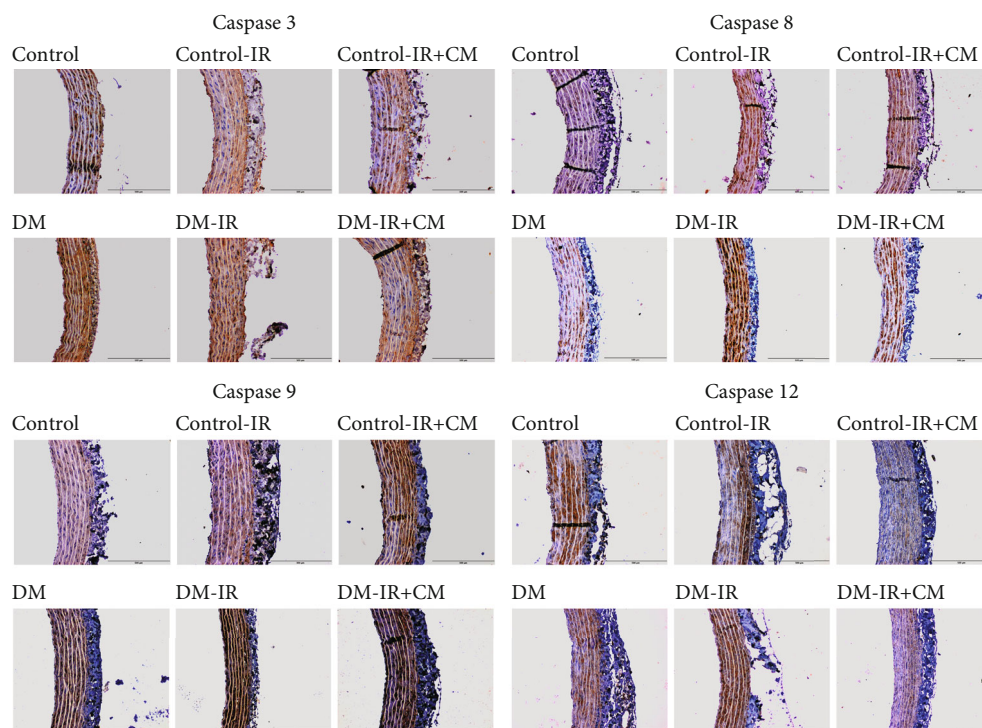 Caspase 3
Caspase 8
Control Control-IR Control-IR+CM
Control Control-IR Control-IR+CM
DM DM-IR DM-IR+CM
DM DM-IR DM-IR+CM
Caspase 9
Caspase 12
Control Control-IR Control-IR+CM
Control Control-IR Control-IR+CM
DM DM-IR DM-IR+CM
DM DM-IR DM-IR+CM